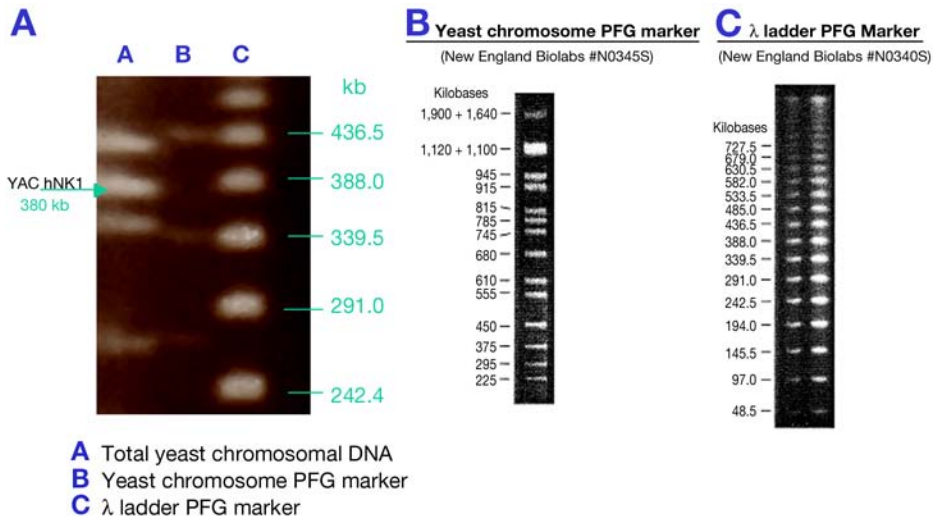 A
A B C
kb
436.5
388.0
339.5
291.0
242.4
YAC hNK1
380 kb
A Total yeast chromosomal DNA
B Yeast chromosome PFG marker
C λ ladder PFG marker
B Yeast chromosome PFG marker
(New England Biolabs #N0345S)
Kilobases
1,900 + 1,640
1,120 + 1,100
945
915
815
785
745
680
610
555
450
375
295
225
C λ ladder PFG Marker
(New England Biolabs #N0340S)
Kilobases
727.5
679.0
630.5
582.0
533.5
485.0
436.5
388.0
339.5
291.0
242.5
194.0
145.5
97.0
48.5